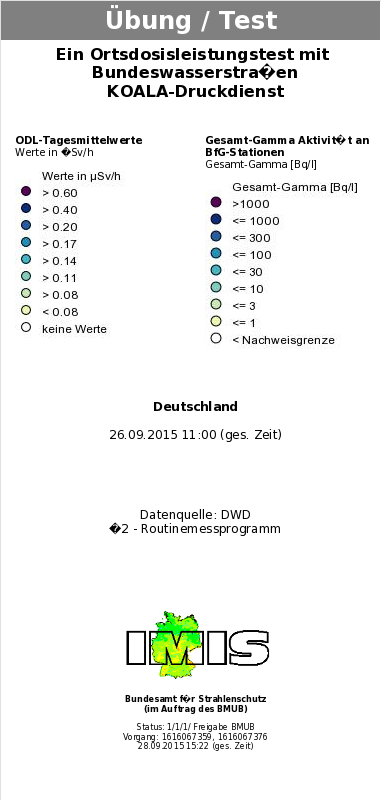 Übung / Test
Ein Ortsdosisleistungstest mit
Bundeswasserstra�en
KOALA-Druckdienst
ODL-Tagesmittelwerte
Werte in �Sv/h
Werte in µSv/h
> 0.60
> 0.40
> 0.20
> 0.17
> 0.14
> 0.11
> 0.08
< 0.08
keine Werte
Gesamt-Gamma Aktivit�t an
BfG-Stationen
Gesamt-Gamma [Bq/l]
Gesamt-Gamma [Bq/l]
>1000
<= 1000
<= 300
<= 100
<= 30
<= 10
<= 3
<= 1
< Nachweisgrenze
Deutschland
26.09.2015 11:00 (ges. Zeit)
Datenquelle: DWD
�2 - Routinemessprogramm
IMIS
Bundesamt f�r Strahlenschutz
(im Auftrag des BMUB)
Status: 1/1/1/ Freigabe BMUB
Vorgang: 1616067359, 1616067376
28.09.2015 15:22 (ges. Zeit)